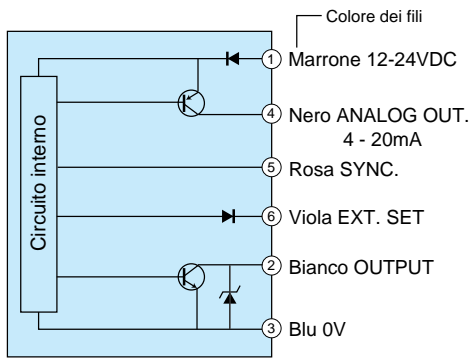 Colore dei fili
1 Marrone 12-24VDC
4 Nero ANALOG OUT.
4 - 20mA
5 Rosa SYNC.
6 Viola EXT. SET
2 Bianco OUTPUT
3 Blu 0V
Circuito interno